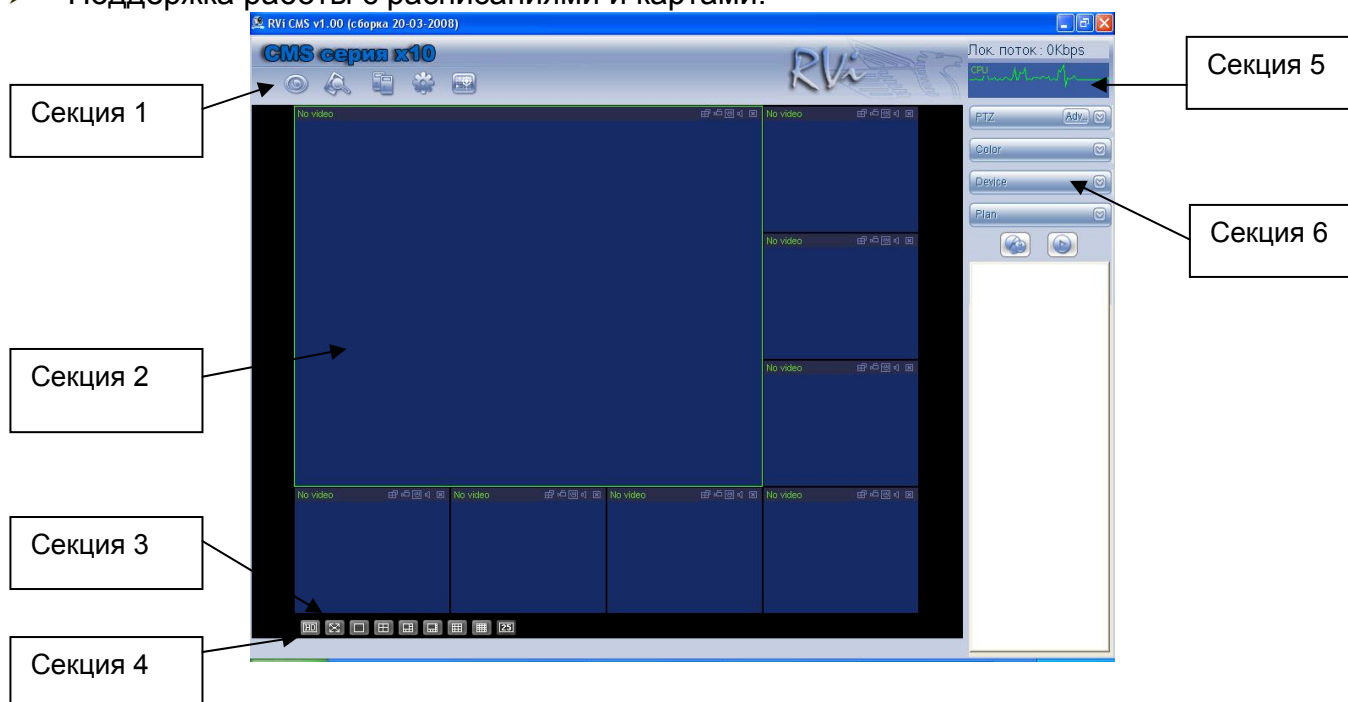 ➢ Поддержка работы с расписаниями и картами.
RVi CMS v1.00 (сборка 20-03-2008)
CMS серия x10
RVi
Лок. поток : 0Kbps
CPU
Секция 5
Секция 1
No video
No video
PTZ Adv..
Color
Device
Plan
Секция 6
No video
Секция 2
No video
No video
No video
No video
No video
Секция 3
HQ
25
Секция 4